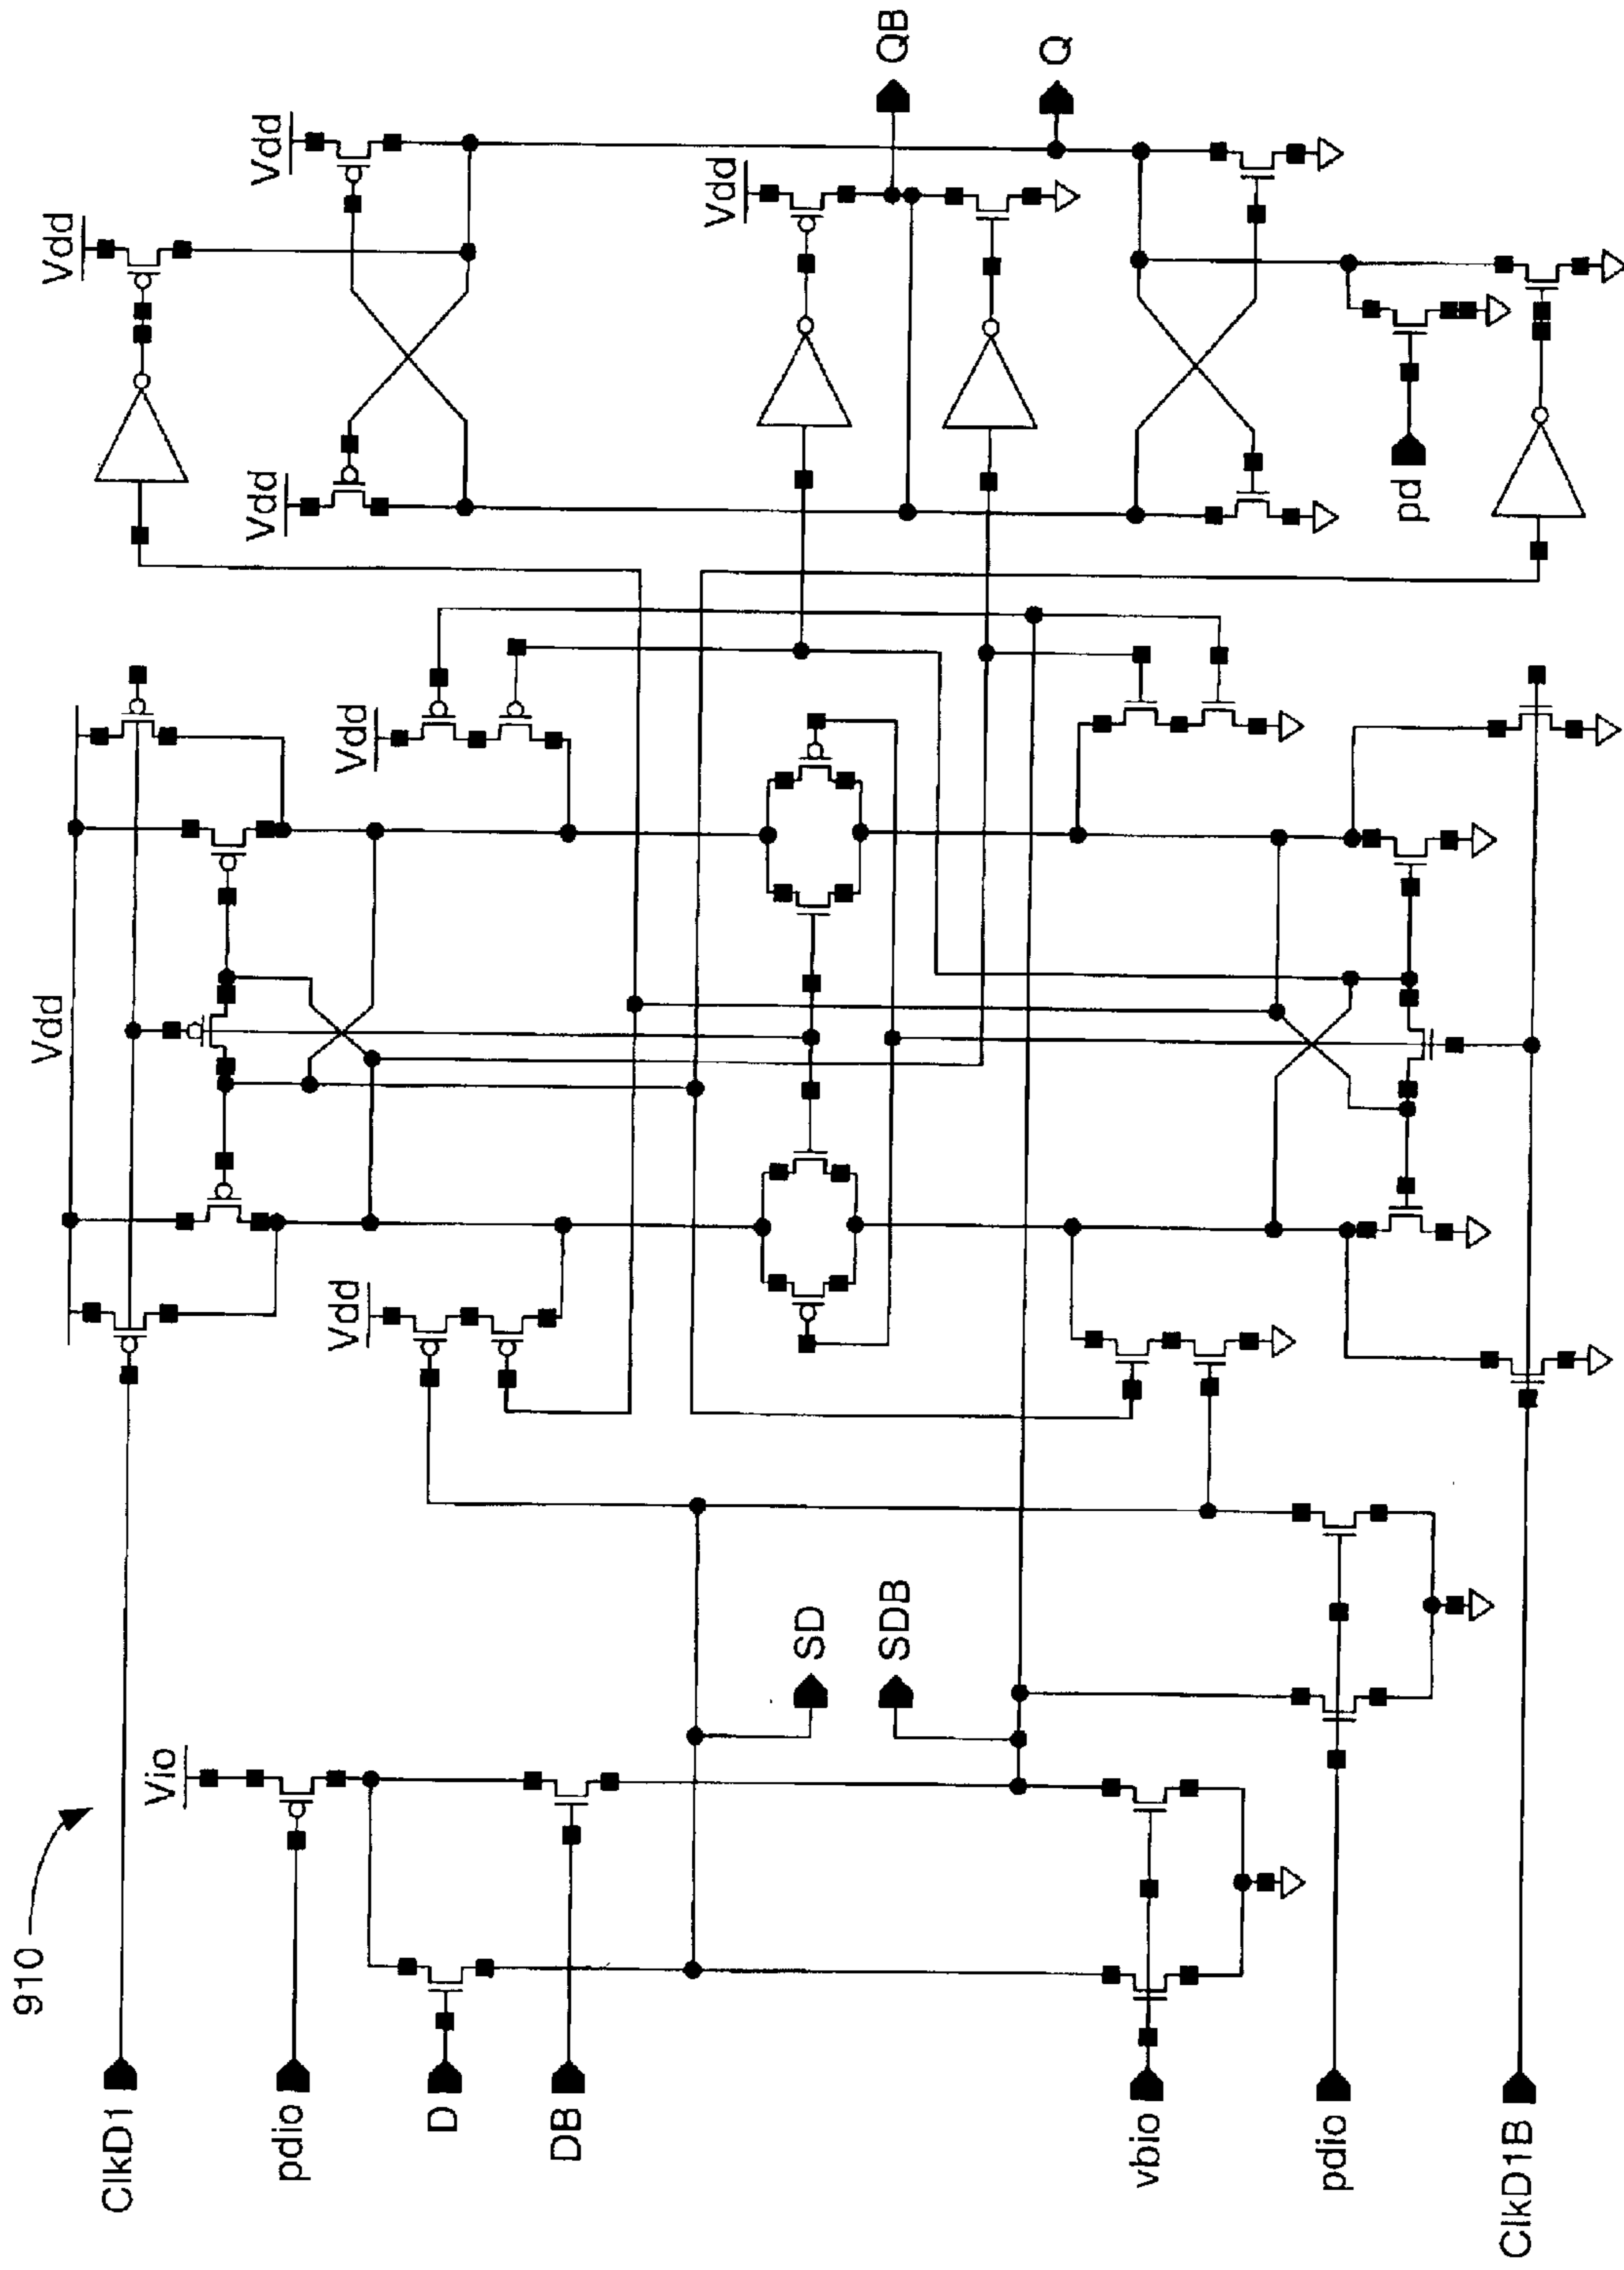 910
ClkD1
pdio
D
DB
vbio
pdio
ClkD1B
Vio
SD
SDB
Vdd
Vdd
Vdd
Vdd
Vdd
Vdd
Vdd
pd
QB
Q